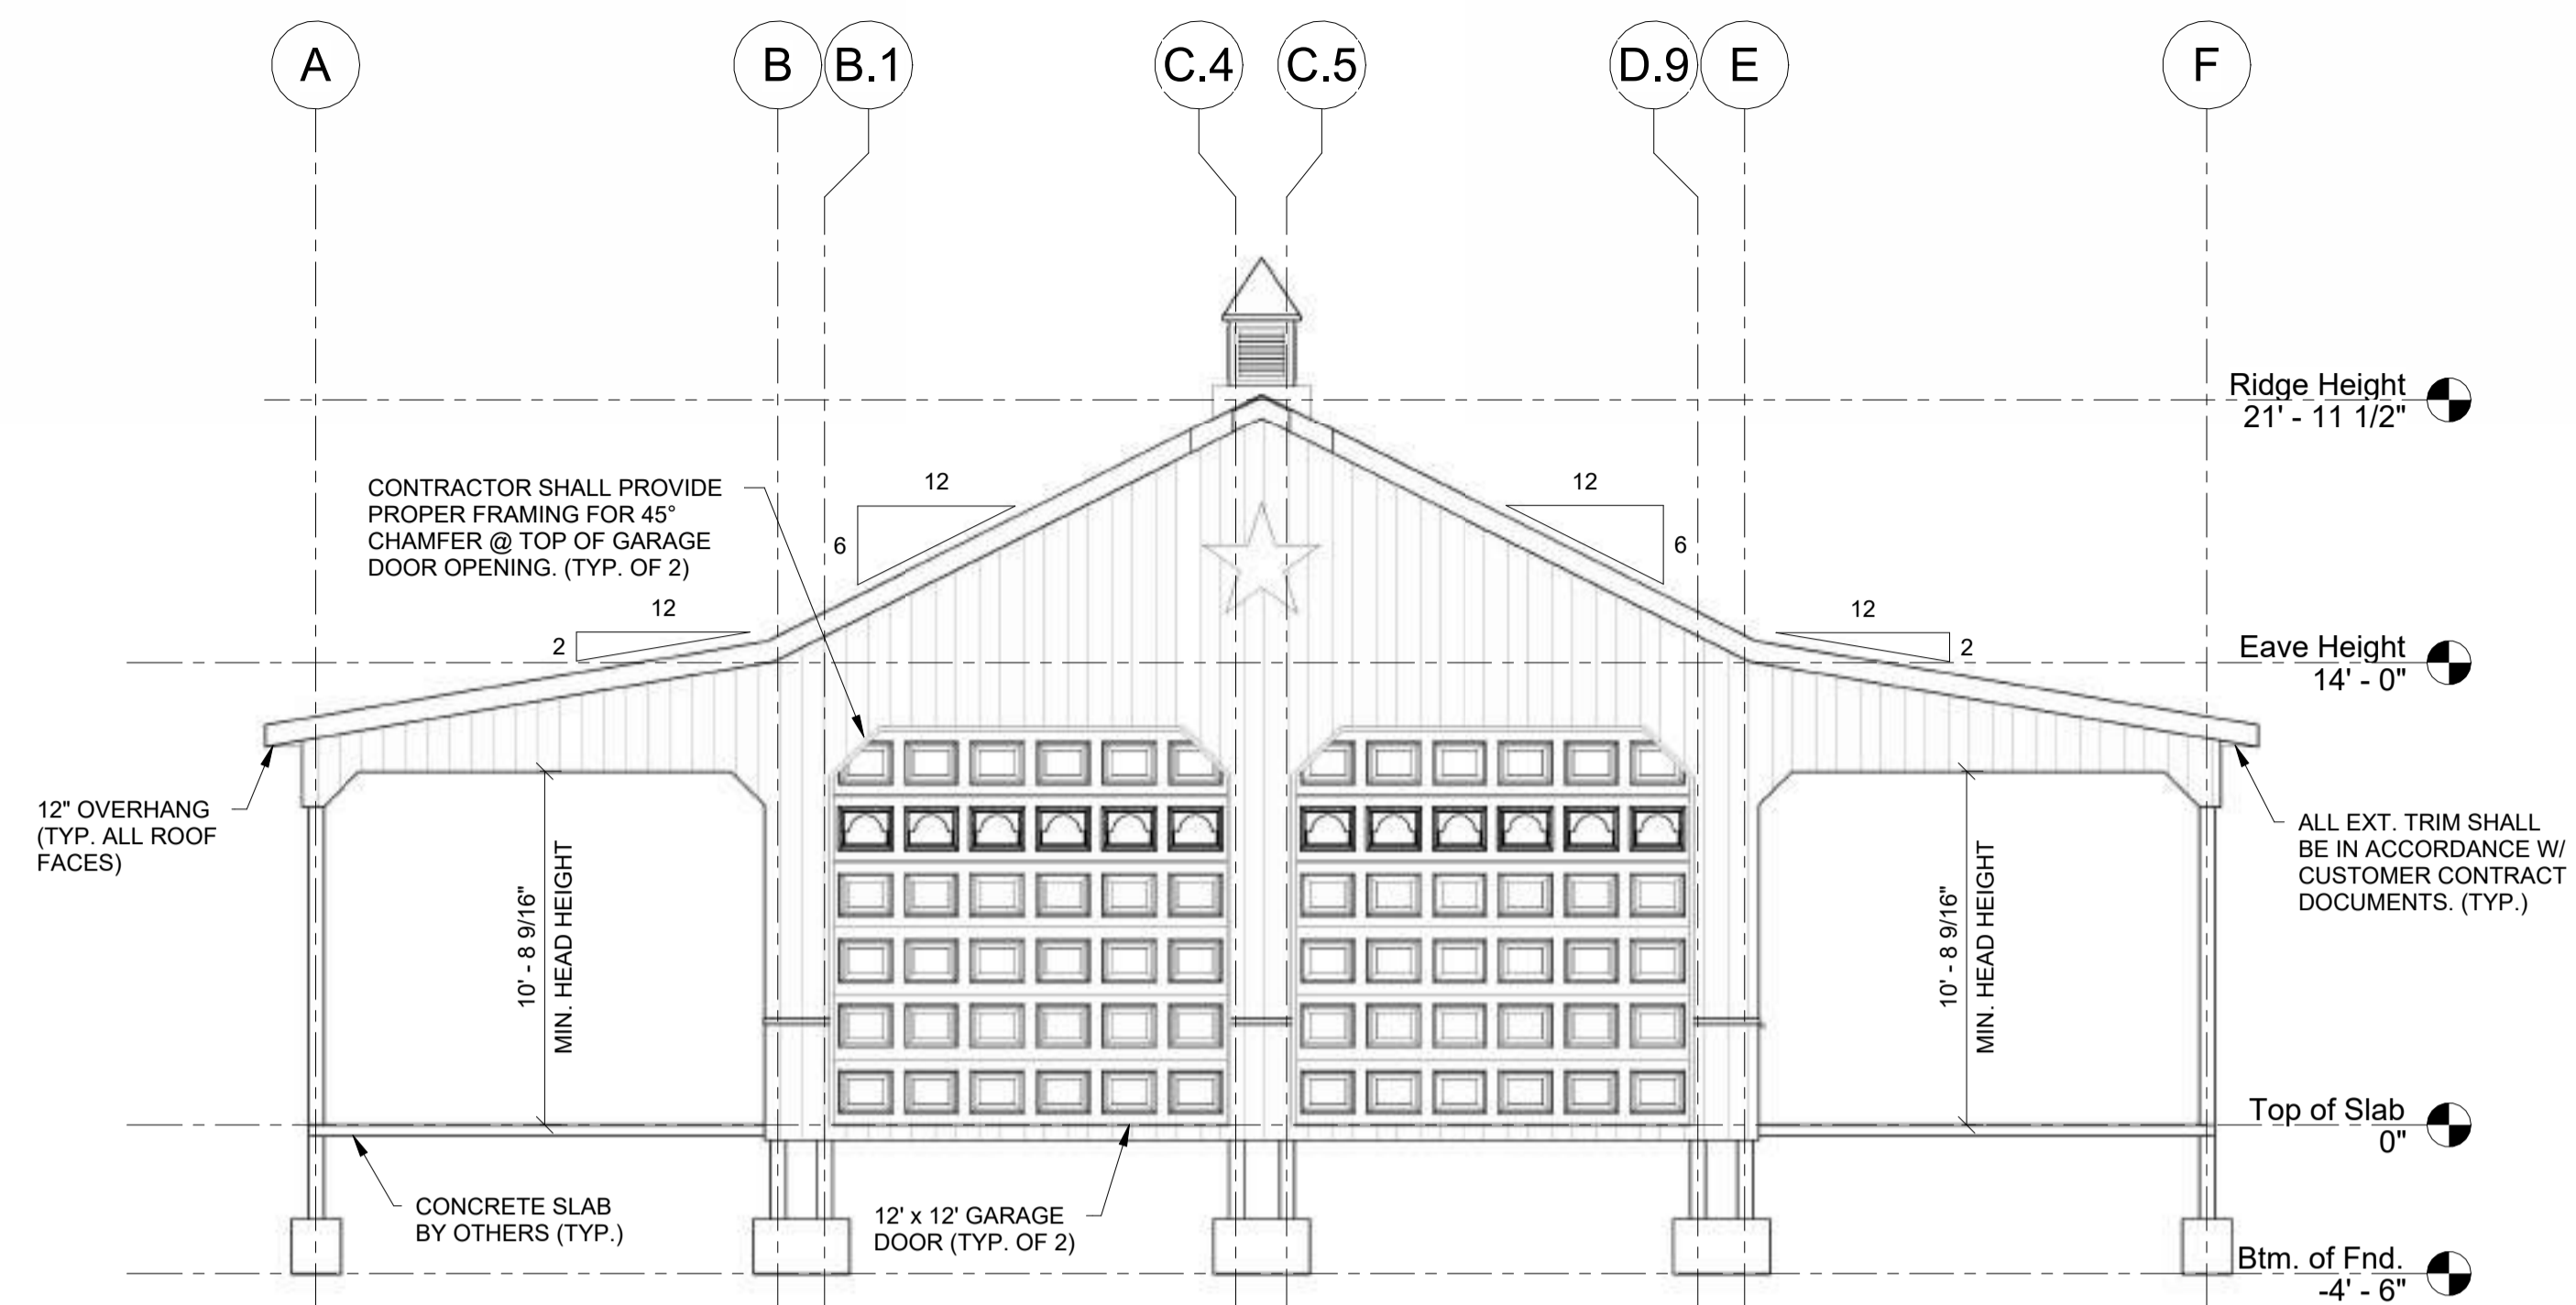 A
B
B.1
C.4
C.5
D.9
E
F
Ridge Height
21' - 11 1/2"
CONTRACTOR SHALL PROVIDE
PROPER FRAMING FOR 45°
CHAMFER @ TOP OF GARAGE
DOOR OPENING. (TYP. OF 2)
12
6
12
6
12
2
12
2
Eave Height
14' - 0"
12" OVERHANG
(TYP. ALL ROOF
FACES)
10' - 8 9/16"
MIN. HEAD HEIGHT
10' - 8 9/16"
MIN. HEAD HEIGHT
ALL EXT. TRIM SHALL
BE IN ACCORDANCE W/
CUSTOMER CONTRACT
DOCUMENTS. (TYP.)
Top of Slab
0"
CONCRETE SLAB
BY OTHERS (TYP.)
12' x 12' GARAGE
DOOR (TYP. OF 2)
Btm. of Fnd.
-4' - 6"